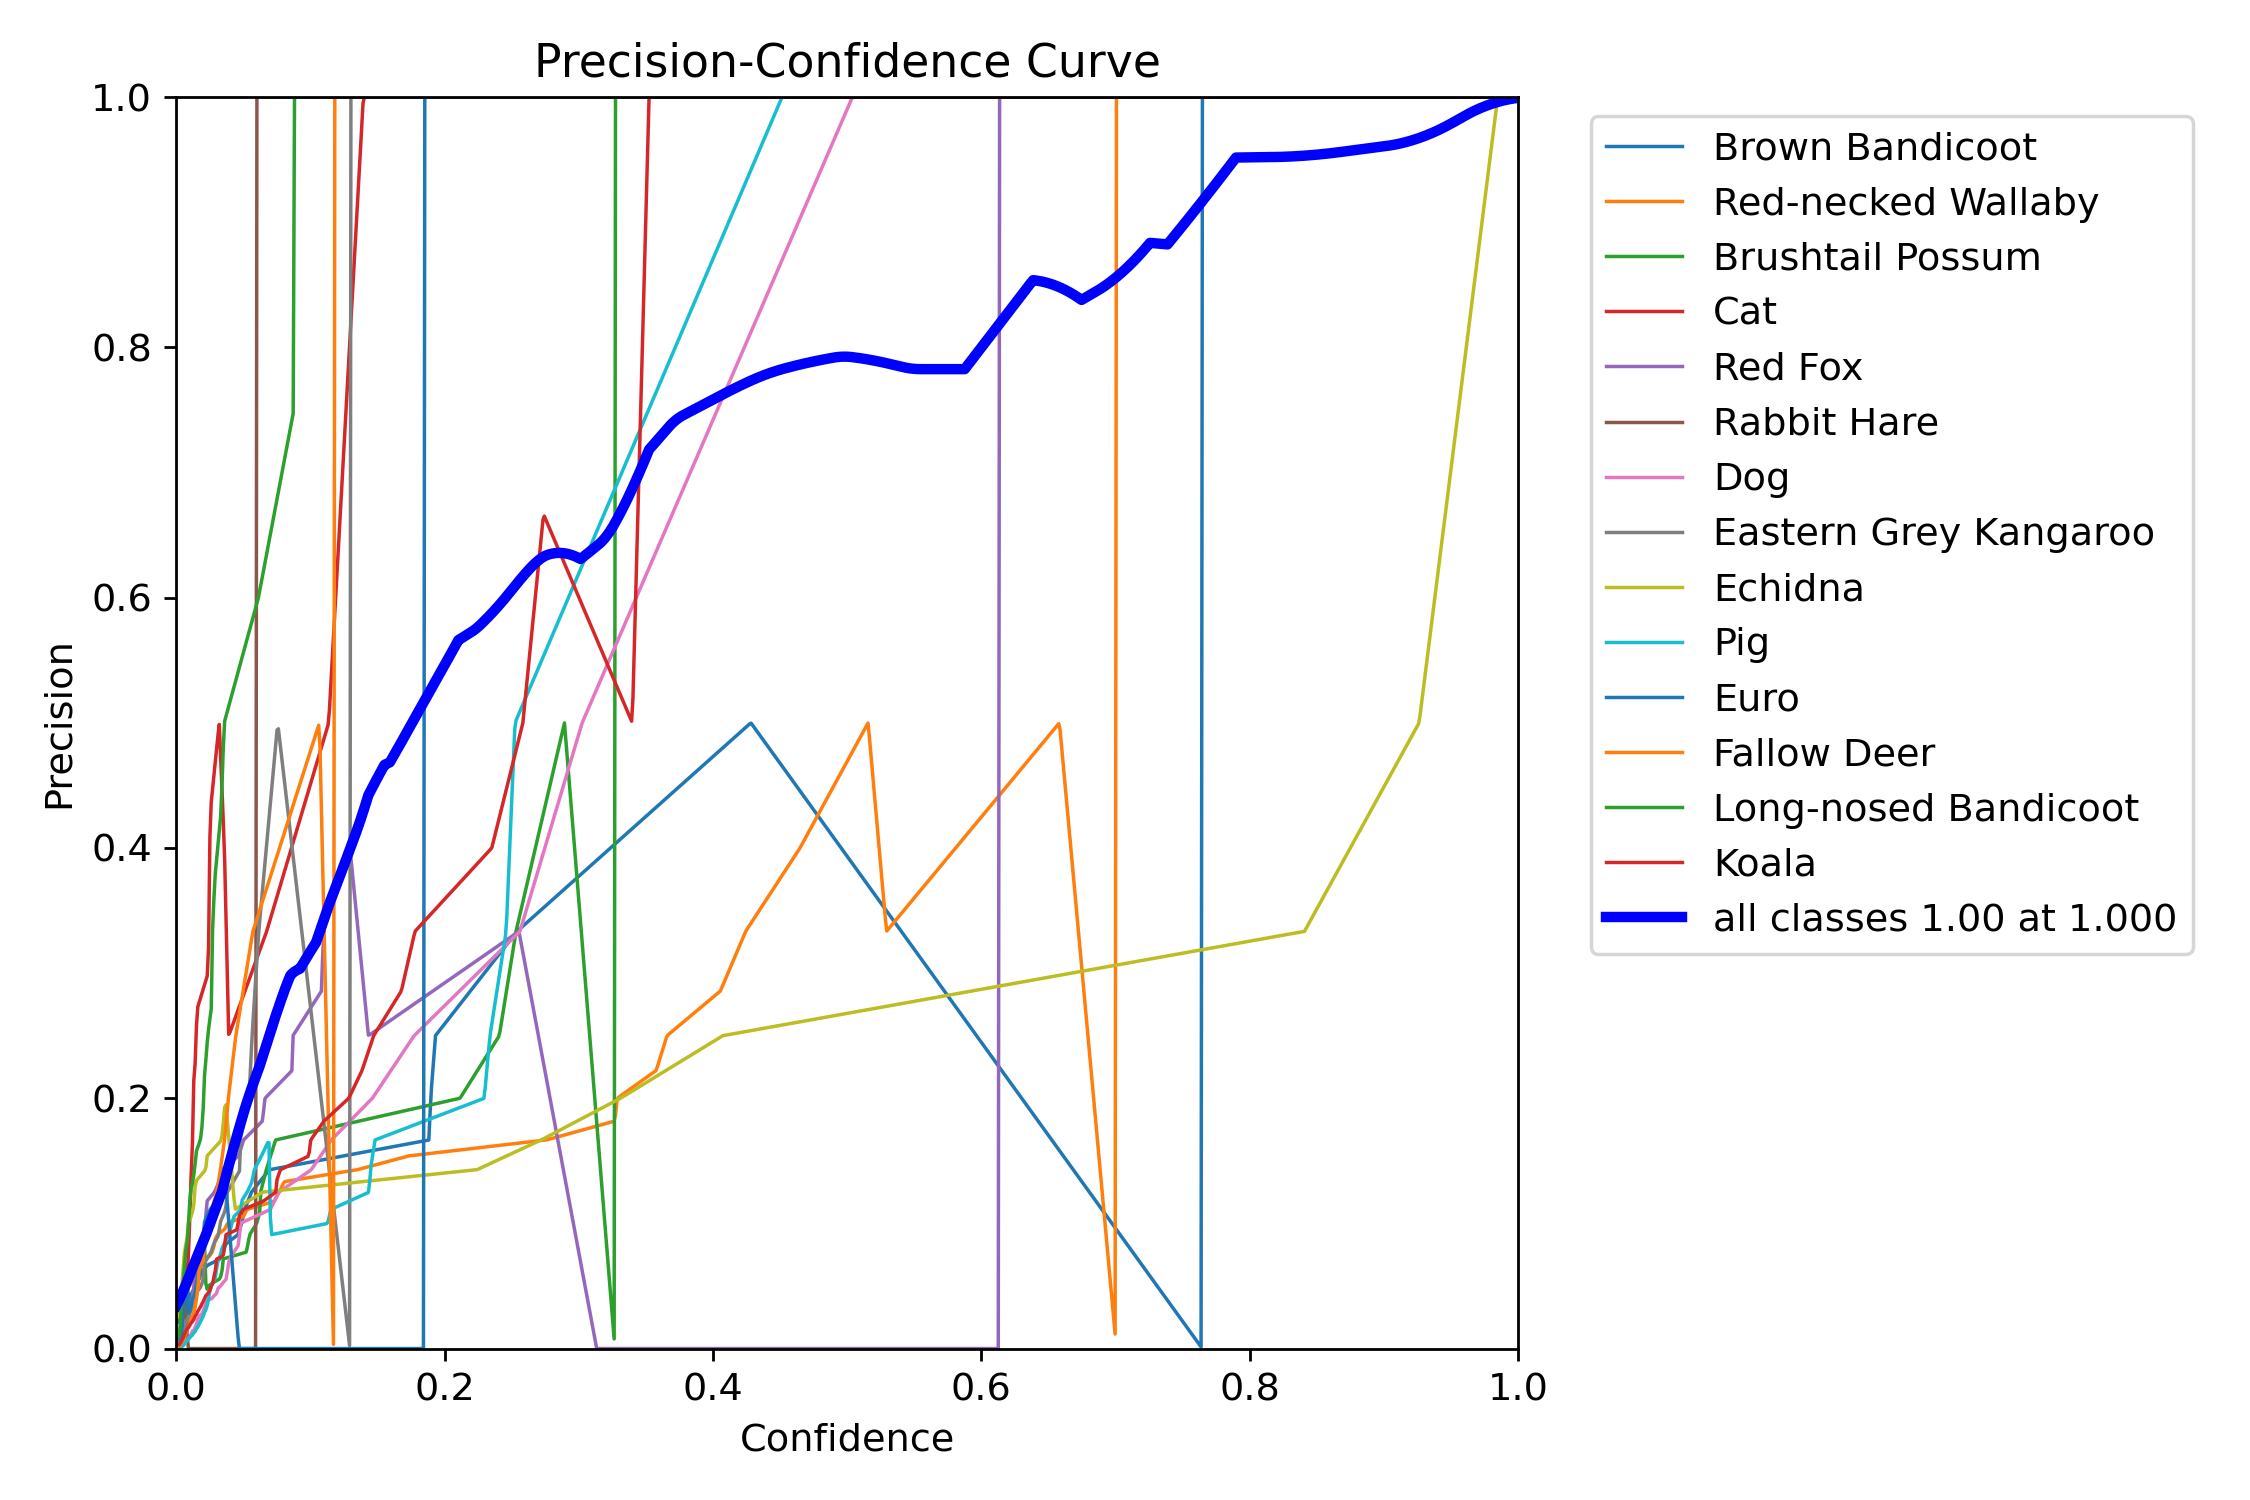 Precision-Confidence Curve
1.0
0.8
0.6
0.4
0.2
0.0
Precision
0.0 0.2 0.4 0.6 0.8 1.0
Confidence
Brown Bandicoot
Red-necked Wallaby
Brushtail Possum
Cat
Red Fox
Rabbit Hare
Dog
Eastern Grey Kangaroo
Echidna
Pig
Euro
Fallow Deer
Long-nosed Bandicoot
Koala
all classes 1.00 at 1.000